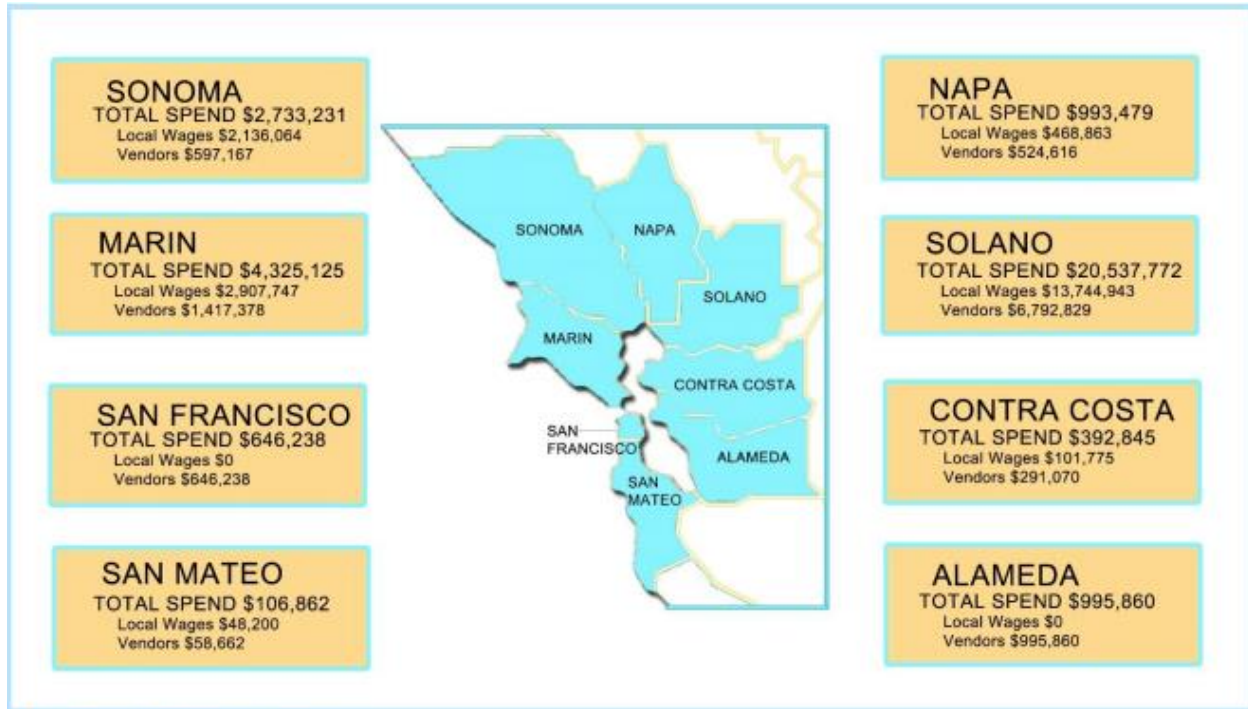 SONOMA
TOTAL SPEND $2,733,231
Local Wages $2,136,064
Vendors $597,167
MARIN
TOTAL SPEND $4,325,125
Local Wages $2,907,747
Vendors $1,417,378
SAN FRANCISCO
TOTAL SPEND $646,238
Local Wages $0
Vendors $646,238
SAN MATEO
TOTAL SPEND $106,862
Local Wages $48,200
Vendors $58,662
SONOMA
NAPA
SOLANO
MARIN
CONTRA COSTA
SAN
FRANCISCO
ALAMEDA
SAN
MATEO
NAPA
TOTAL SPEND $993,479
Local Wages $468,863
Vendors $524,616
SOLANO
TOTAL SPEND $20,537,772
Local Wages $13,744,943
Vendors $6,792,829
CONTRA COSTA
TOTAL SPEND $392,845
Local Wages $101,775
Vendors $291,070
ALAMEDA
TOTAL SPEND $995,860
Local Wages $0
Vendors $995,860